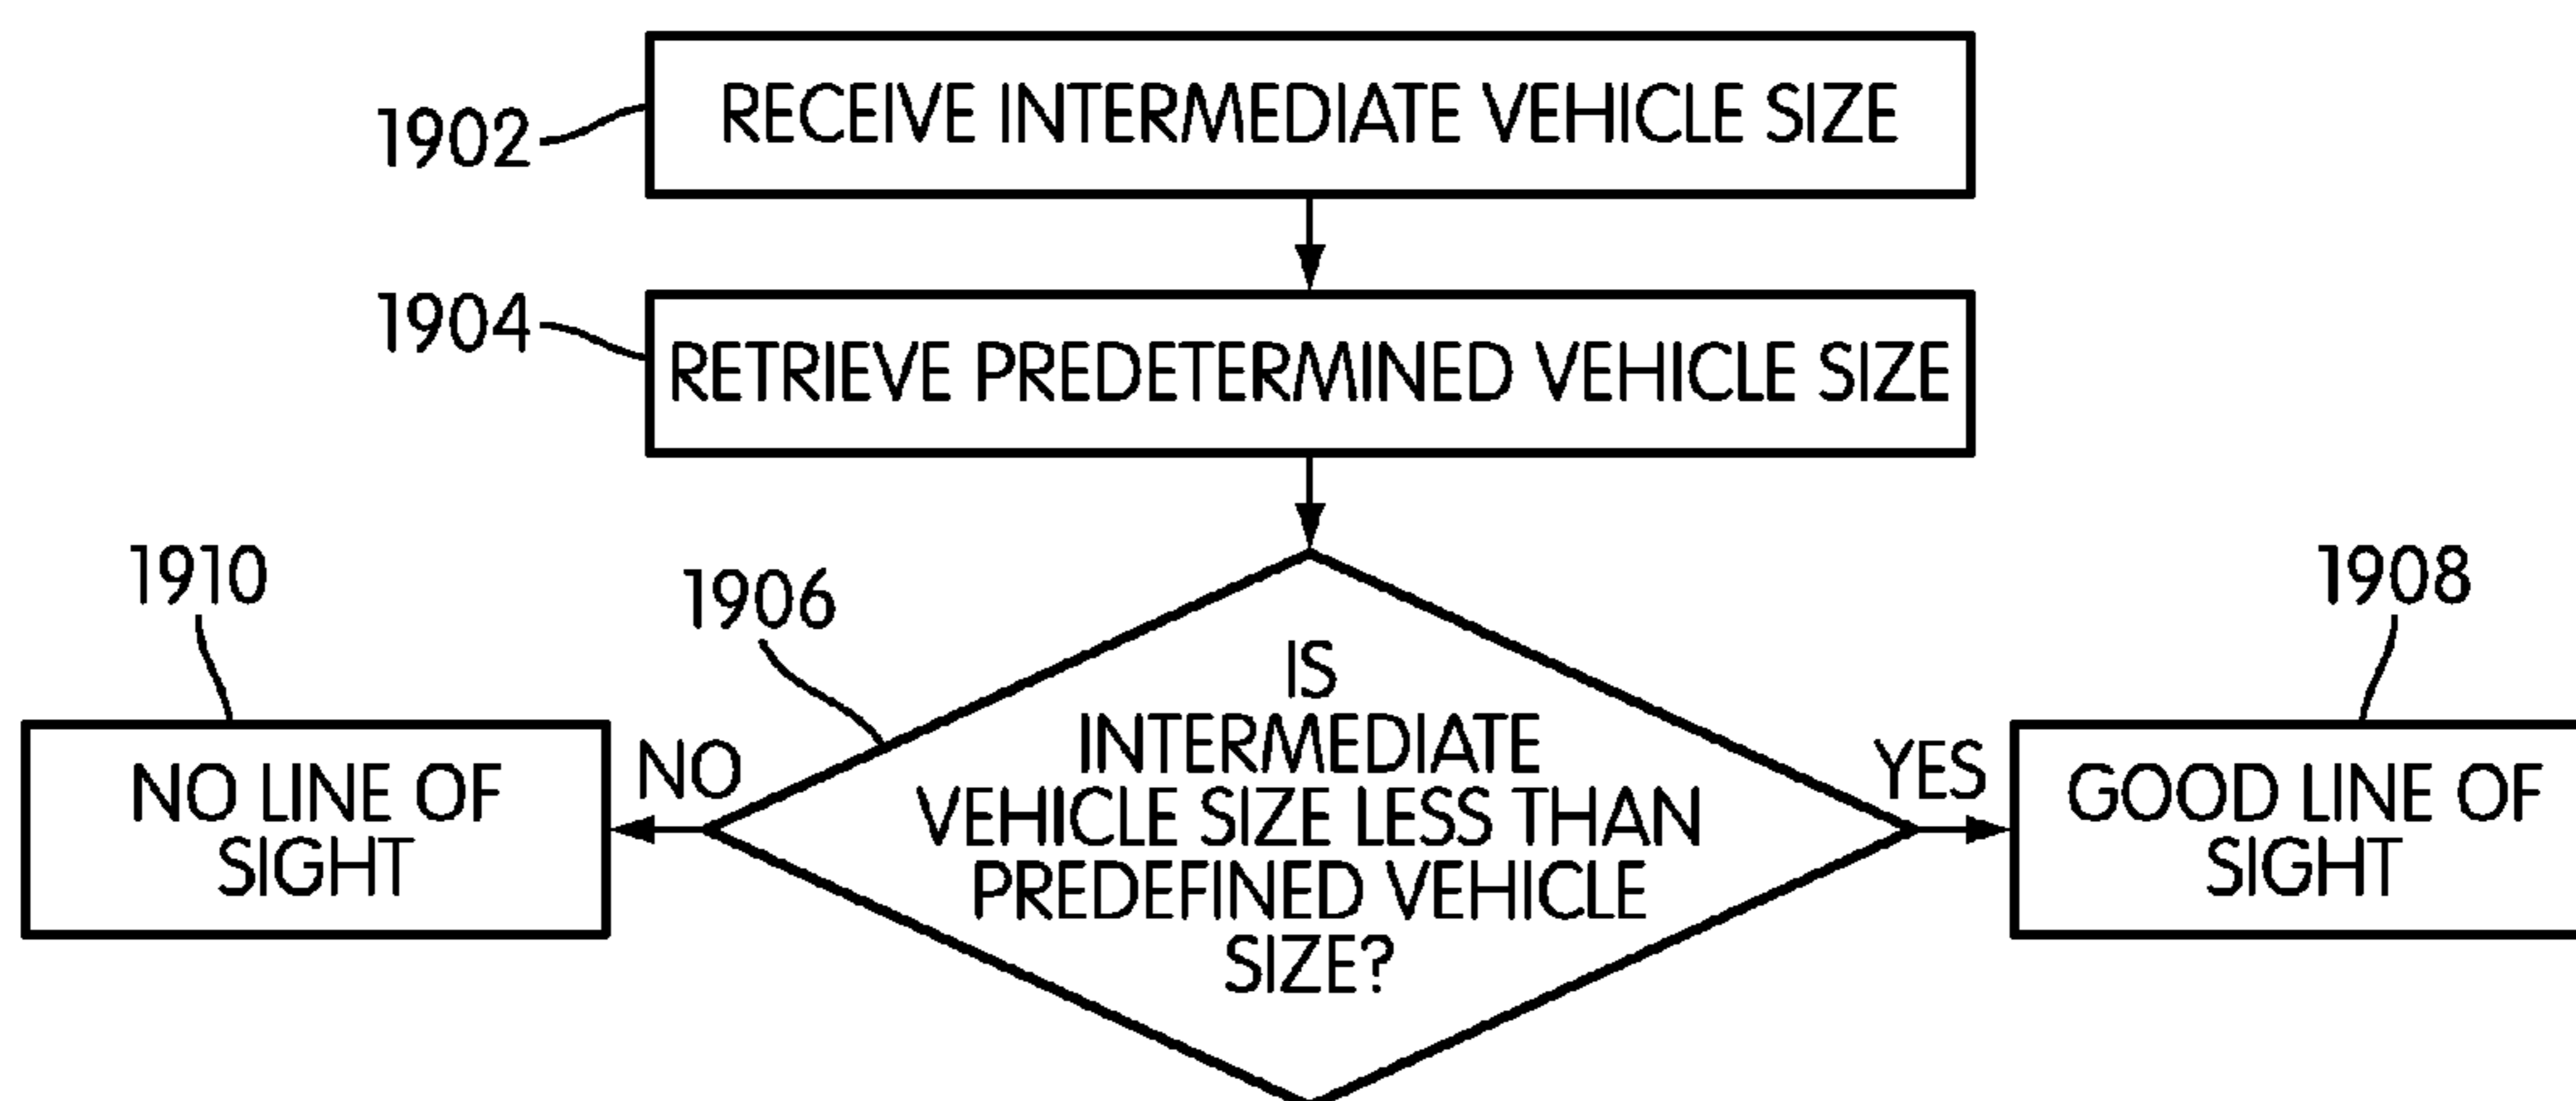 RECEIVE INTERMEDIATE VEHICLE SIZE
1902
1904
RETRIEVE PREDETERMINED VEHICLE SIZE
1910
1906
1908
IS
INTERMEDIATE
VEHICLE SIZE LESS THAN
PREDEFINED VEHICLE
SIZE?
NO
YES
NO LINE OF
SIGHT
GOOD LINE OF
SIGHT